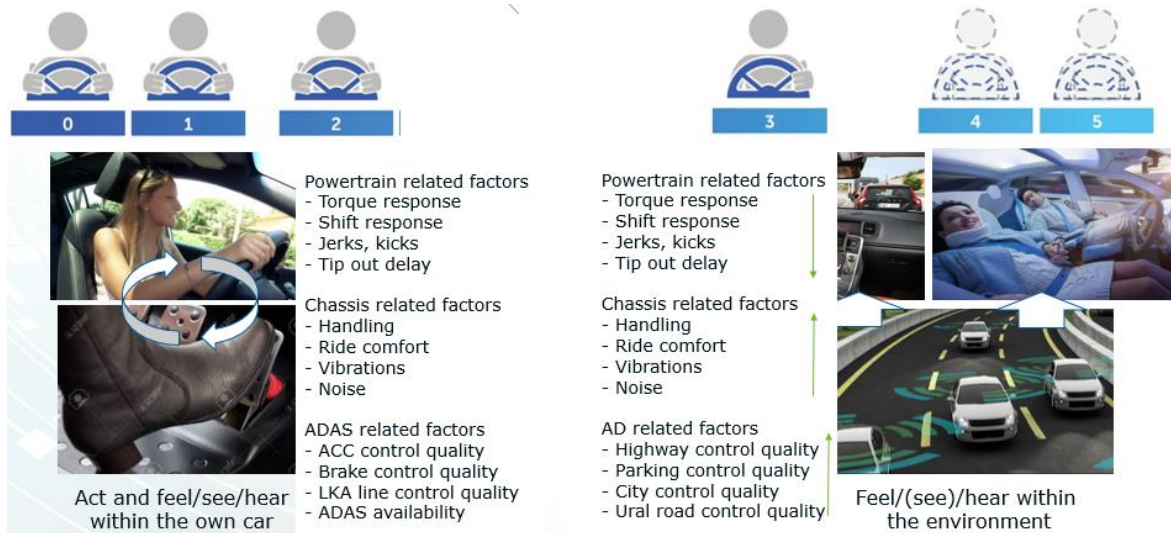 0
1
2
Powertrain related factors
- Torque response
- Shift response
- Jerks, kicks
- Tip out delay
Chassis related factors
- Handling
- Ride comfort
- Vibrations
- Noise
ADAS related factors
- ACC control quality
- Brake control quality
- LKA line control quality
- ADAS availability
Act and feel/see/hear
within the own car
3
4
5
Powertrain related factors
- Torque response
- Shift response
- Jerks, kicks
- Tip out delay
Chassis related factors
- Handling
- Ride comfort
- Vibrations
- Noise
AD related factors
- Highway control quality
- Parking control quality
- City control quality
- Ural road control quality
Feel/(see)/hear within
the environment